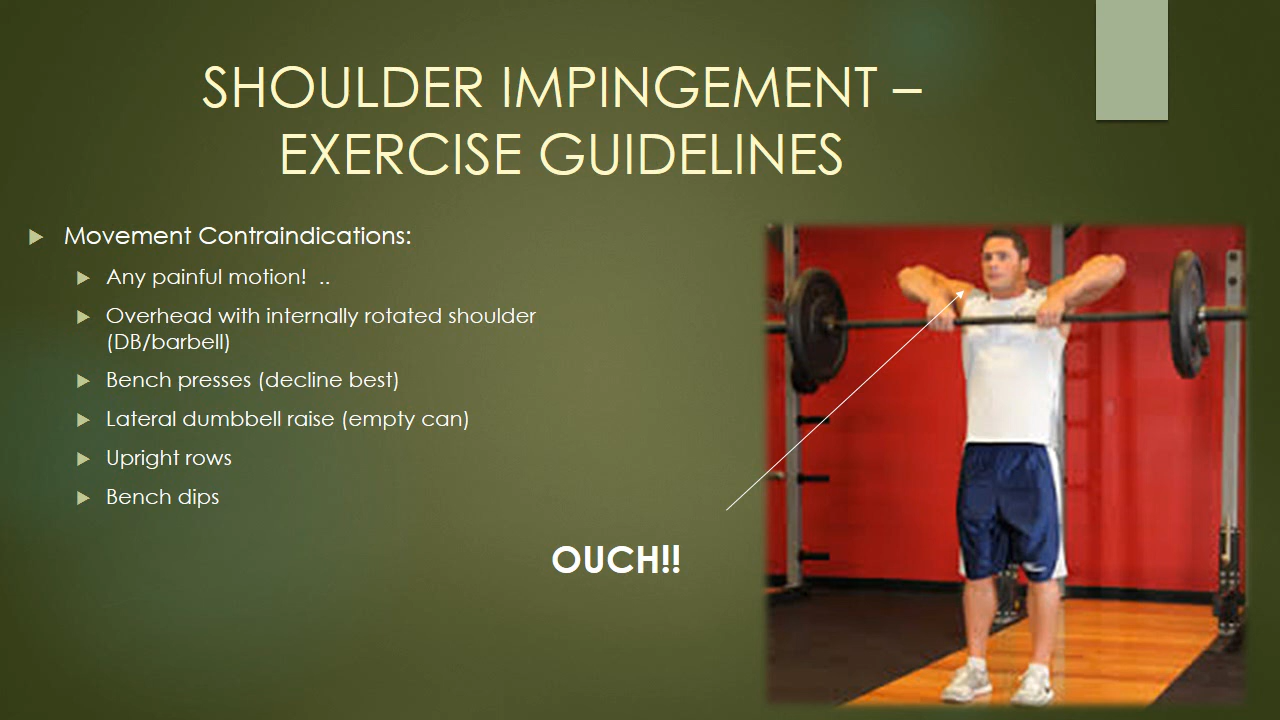 SHOULDER IMPINGEMENT –
EXERCISE GUIDELINES
Movement Contraindications:
Any painful motion!  ..
Overhead with internally rotated shoulder
(DB/barbell)
Bench presses (decline best)
Lateral dumbbell raise (empty can)
Upright rows
Bench dips
OUCH!!